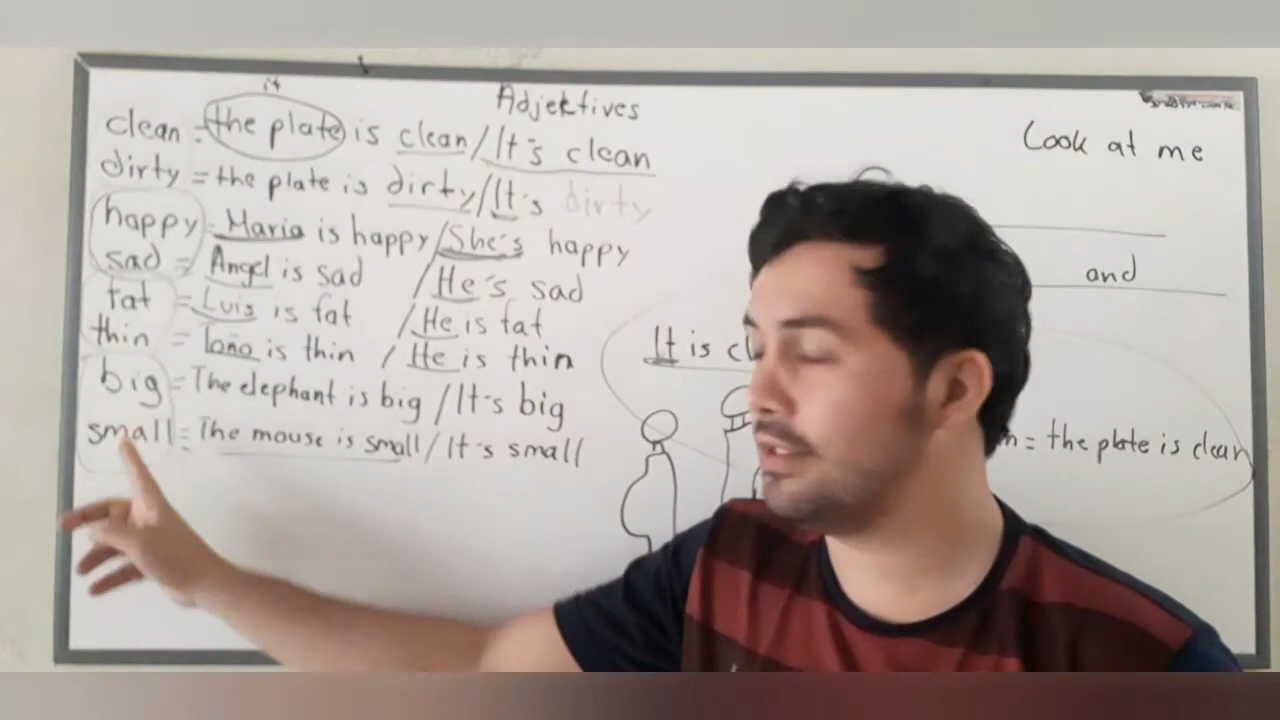 it
Adjektives
clean = the plate is clean / It's clean
dirty = the plate is dirty / It's dirty
happy = Maria is happy / She's happy
sad = Angel is sad / He's sad
fat = Luis is fat / He is fat
thin = Toño is thin / He is thin
big = The elephant is big / It's big
small = The mouse is small / It's small
Look at me
and
It is
= the plate is clean